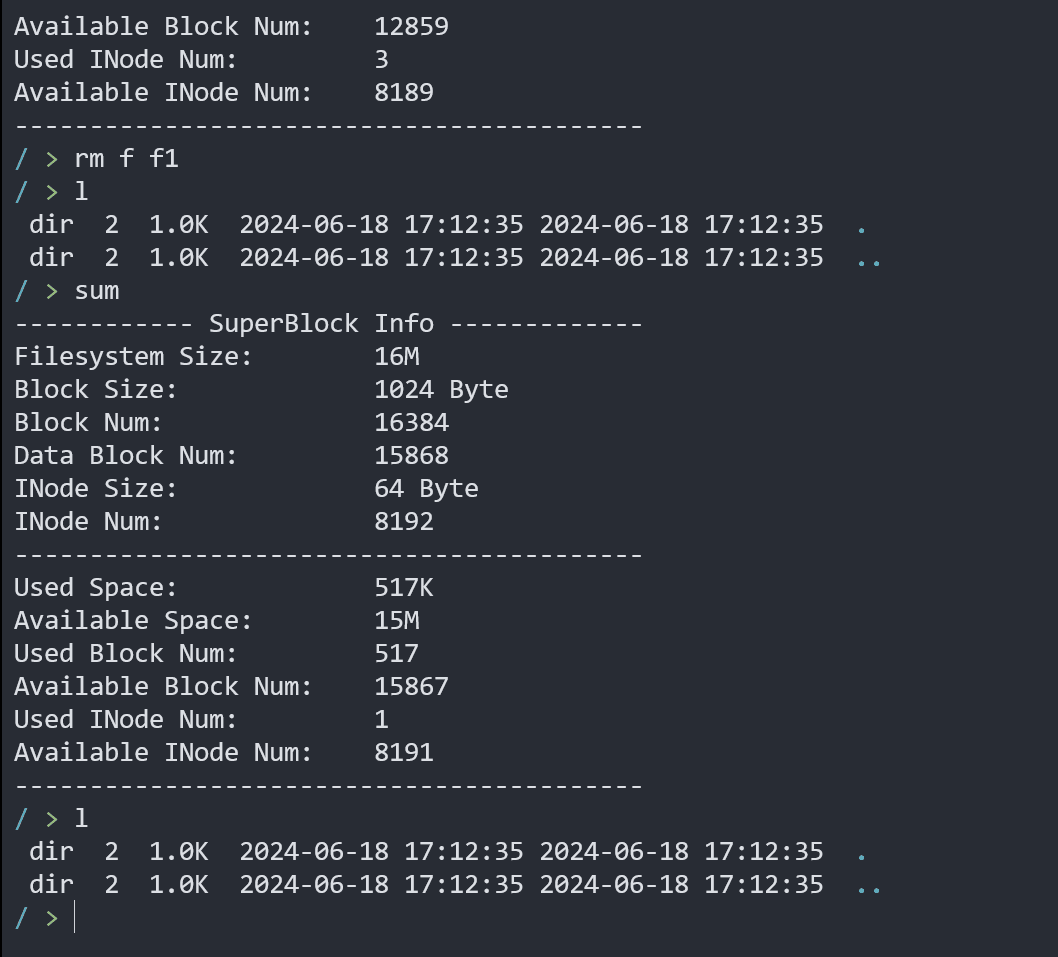 Available Block Num:    12859
Used INode Num:         3
Available INode Num:    8189
------------------------------------------
/ > rm f f1
/ > l
 dir  2  1.0K  2024-06-18 17:12:35 2024-06-18 17:12:35  .
 dir  2  1.0K  2024-06-18 17:12:35 2024-06-18 17:12:35  ..
/ > sum
------------ SuperBlock Info -------------
Filesystem Size:        16M
Block Size:             1024 Byte
Block Num:              16384
Data Block Num:         15868
INode Size:             64 Byte
INode Num:              8192
------------------------------------------
Used Space:             517K
Available Space:        15M
Used Block Num:         517
Available Block Num:    15867
Used INode Num:         1
Available INode Num:    8191
------------------------------------------
/ > l
 dir  2  1.0K  2024-06-18 17:12:35 2024-06-18 17:12:35  .
 dir  2  1.0K  2024-06-18 17:12:35 2024-06-18 17:12:35  ..
/ >